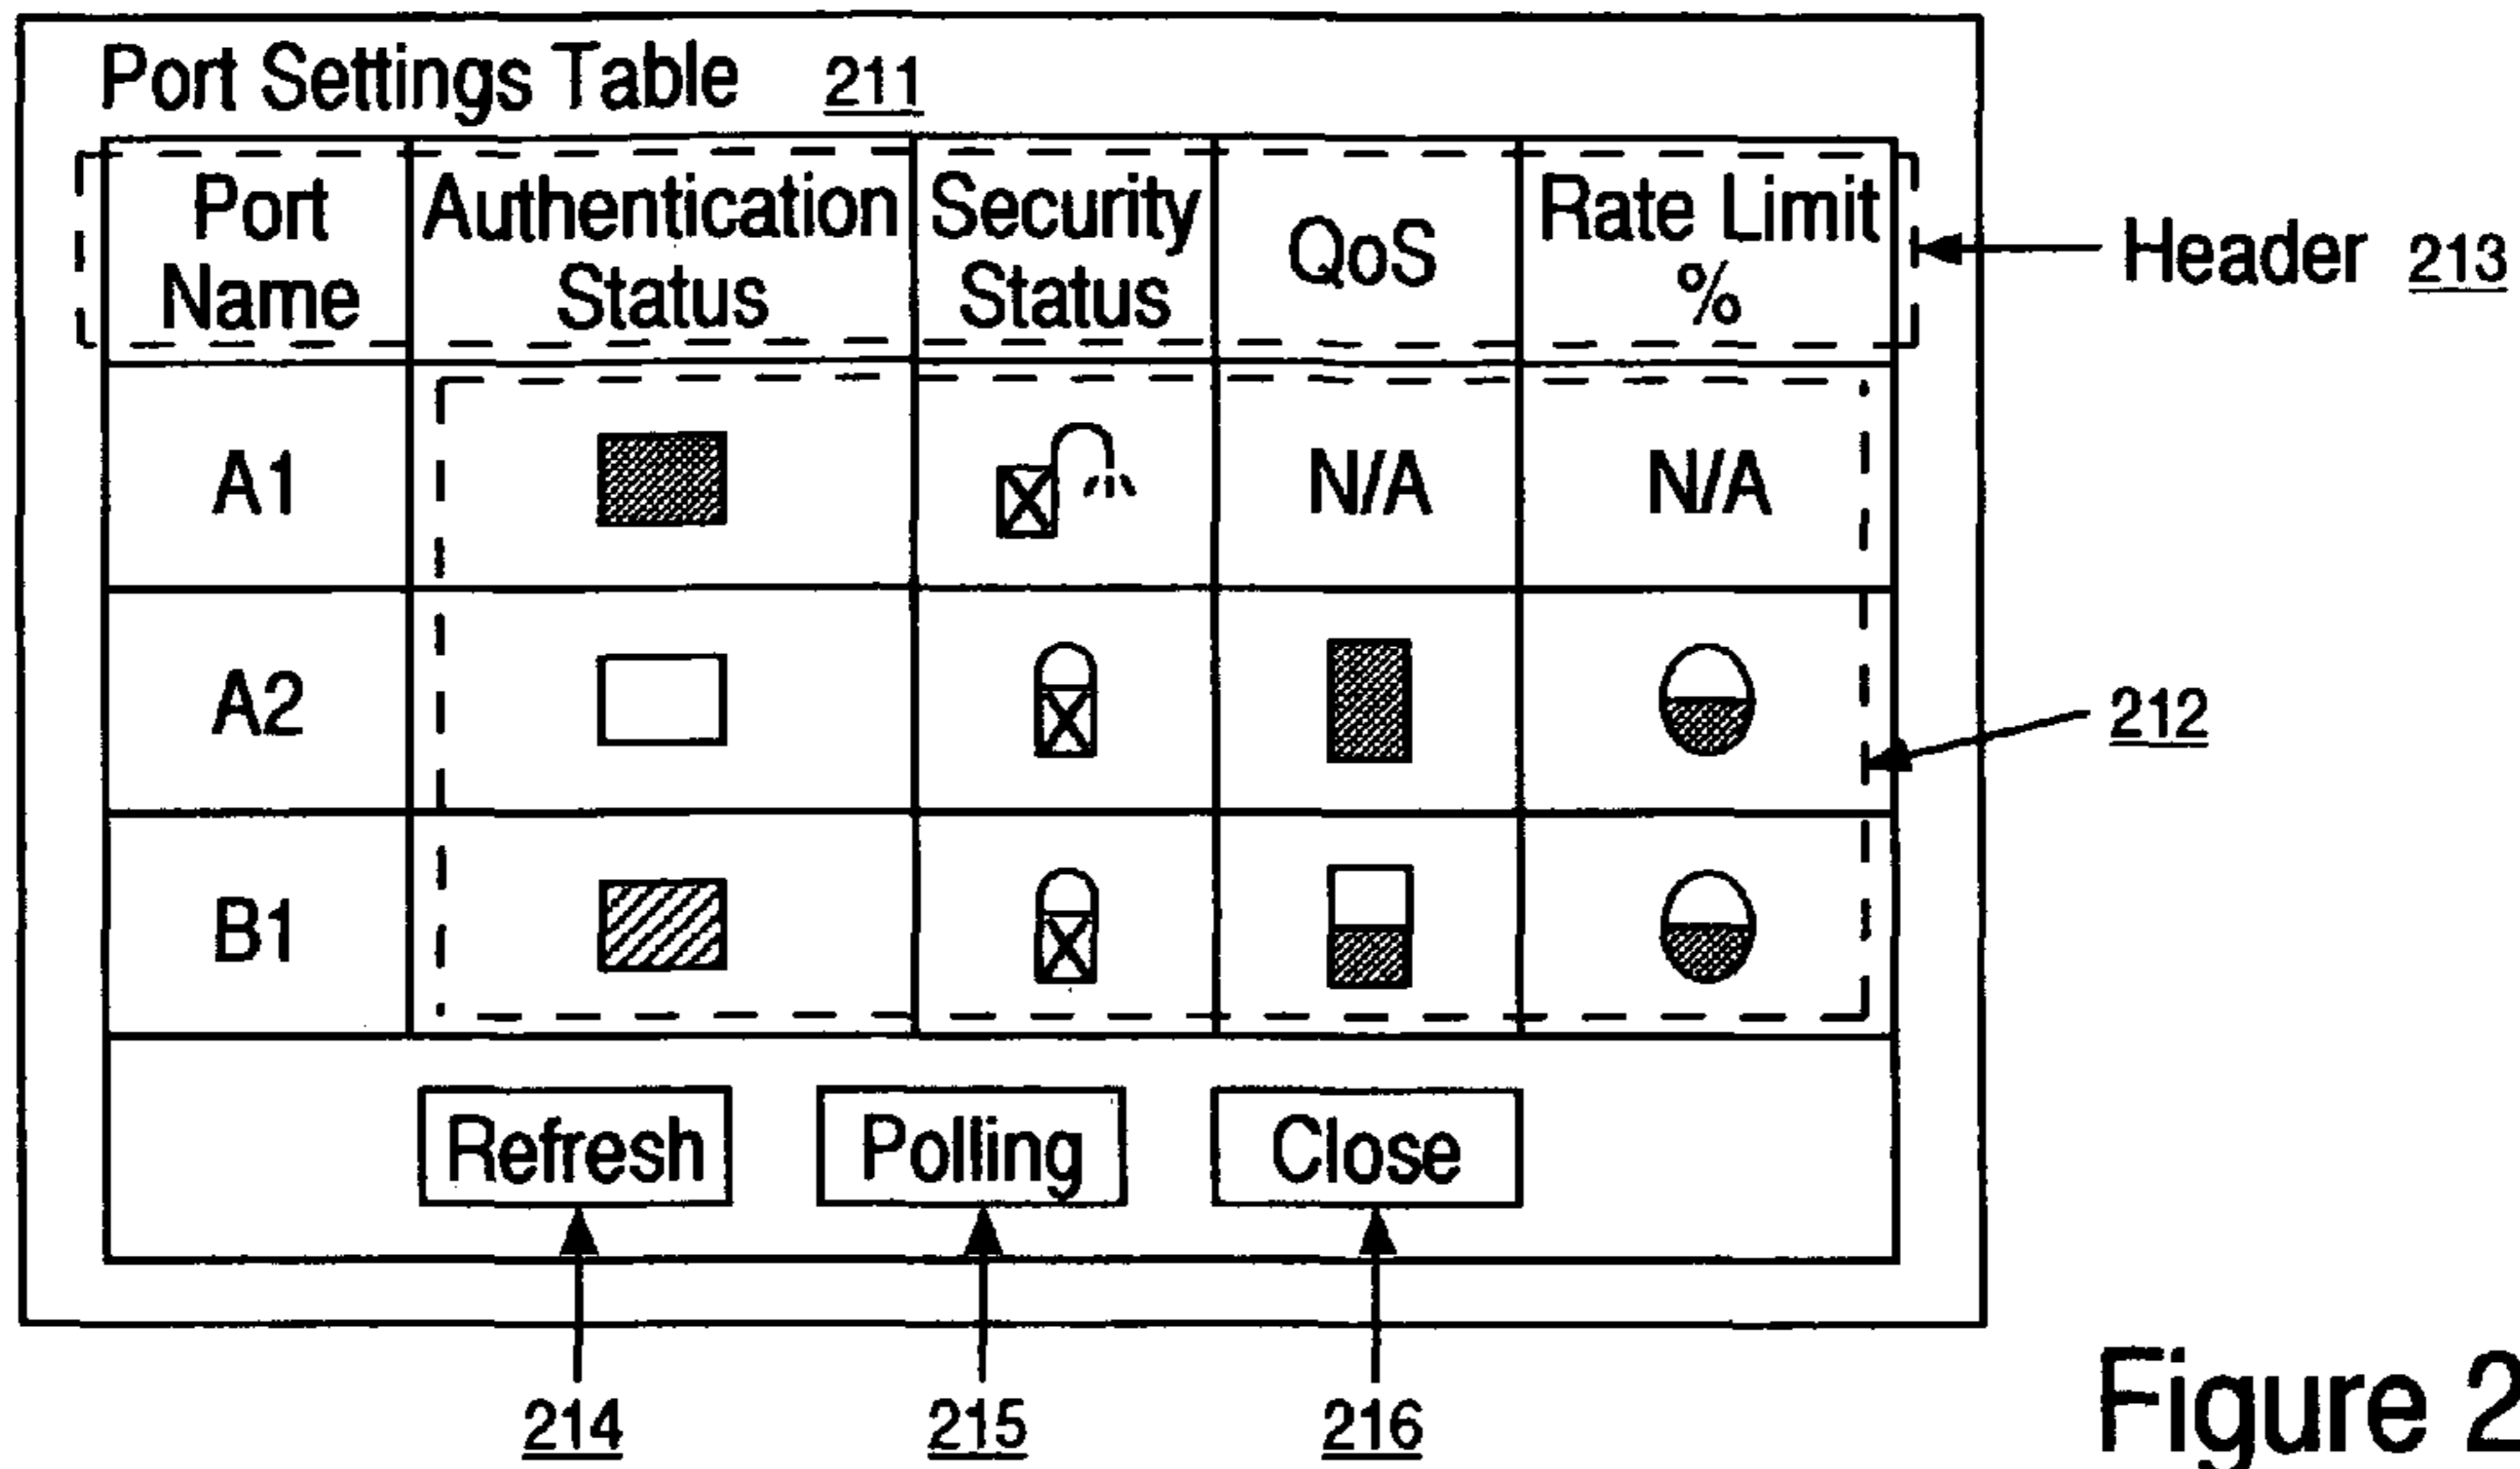 Port Settings Table 211
Port Name
Authentication Status
Security Status
QoS
Rate Limit %
Header 213
A1
N/A
N/A
A2
212
B1
Refresh
Polling
Close
214
215
216
Figure 2